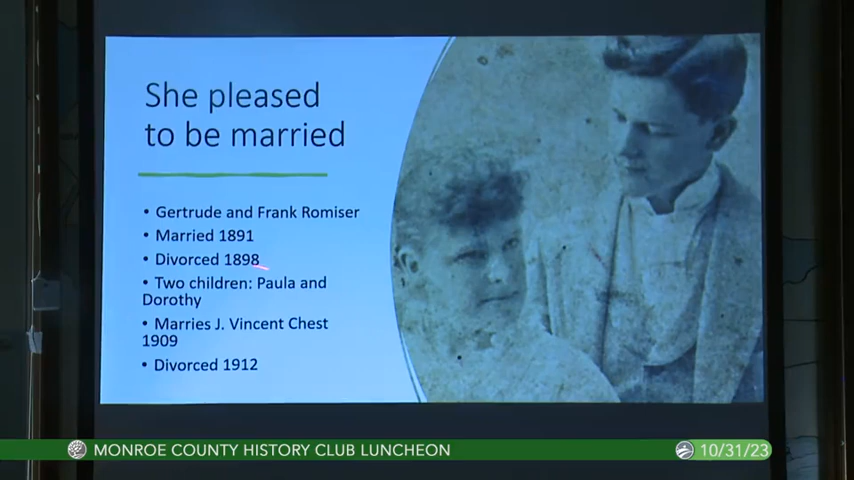 She pleased
to be married
• Gertrude and Frank Romiser
• Married 1891
• Divorced 1898
• Two children: Paula and
Dorothy
• Marries J. Vincent Chest
1909
• Divorced 1912
MONROE COUNTY HISTORY CLUB LUNCHEON
10/31/23